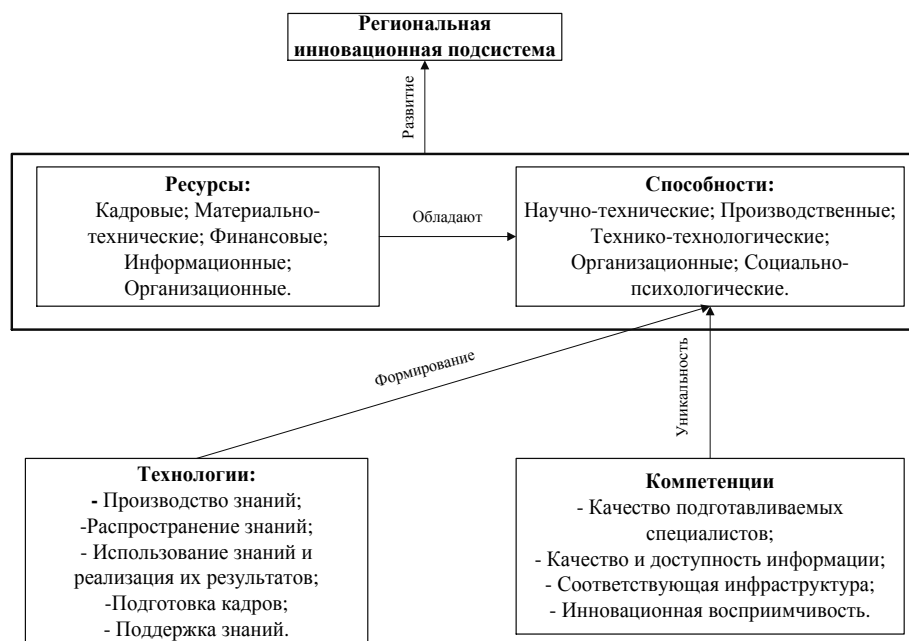 Региональная
инновационная подсистема
Развитие
Ресурсы:
Кадровые; Материально-
технические; Финансовые;
Информационные;
Организационные.
Обладают
Способности:
Научно-технические; Производственные;
Технико-технологические;
Организационные; Социально-
психологические.
Формирование
Уникальность
Технологии:
- Производство знаний;
-Распространение знаний;
- Использование знаний и
реализация их результатов;
-Подготовка кадров;
- Поддержка знаний.
Компетенции
- Качество подготавливаемых
специалистов;
- Качество и доступность информации;
- Соответствующая инфраструктура;
- Инновационная восприимчивость.